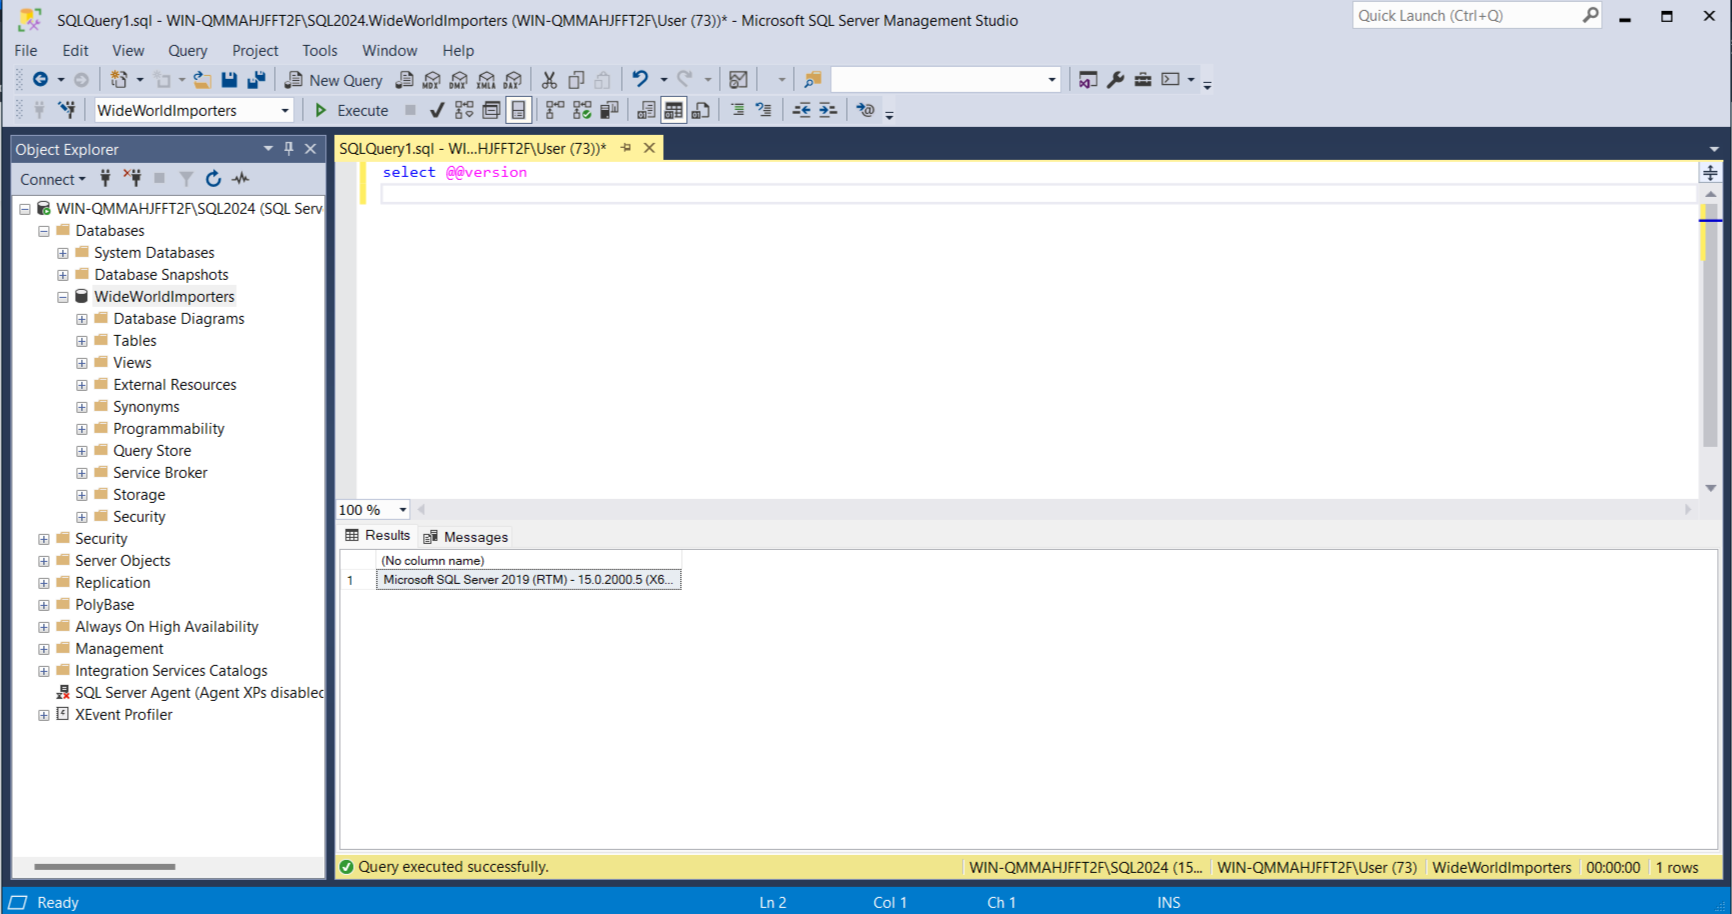 SQLQuery1.sql - WIN-QMMAHJFFT2F\SQL2024.WideWorldImporters (WIN-QMMAHJFFT2F\User (73))* - Microsoft SQL Server Management Studio
Quick Launch (Ctrl+Q)
File Edit View Query Project Tools Window Help
New Query MDX DMX XMLA DAX
WideWorldImporters Execute
Object Explorer
Connect
WIN-QMMAHJFFT2F\SQL2024 (SQL Serv
Databases
System Databases
Database Snapshots
WideWorldImporters
Database Diagrams
Tables
Views
External Resources
Synonyms
Programmability
Query Store
Service Broker
Storage
Security
Security
Server Objects
Replication
PolyBase
Always On High Availability
Management
Integration Services Catalogs
SQL Server Agent (Agent XPs disabled
XEvent Profiler
SQLQuery1.sql - WI...HJFFT2F\User (73))*
select @@version
100 %
Results Messages
(No column name)
1 Microsoft SQL Server 2019 (RTM) - 15.0.2000.5 (X6...
Query executed successfully. WIN-QMMAHJFFT2F\SQL2024 (15... WIN-QMMAHJFFT2F\User (73) WideWorldImporters 00:00:00 1 rows
Ready Ln 2 Col 1 Ch 1 INS